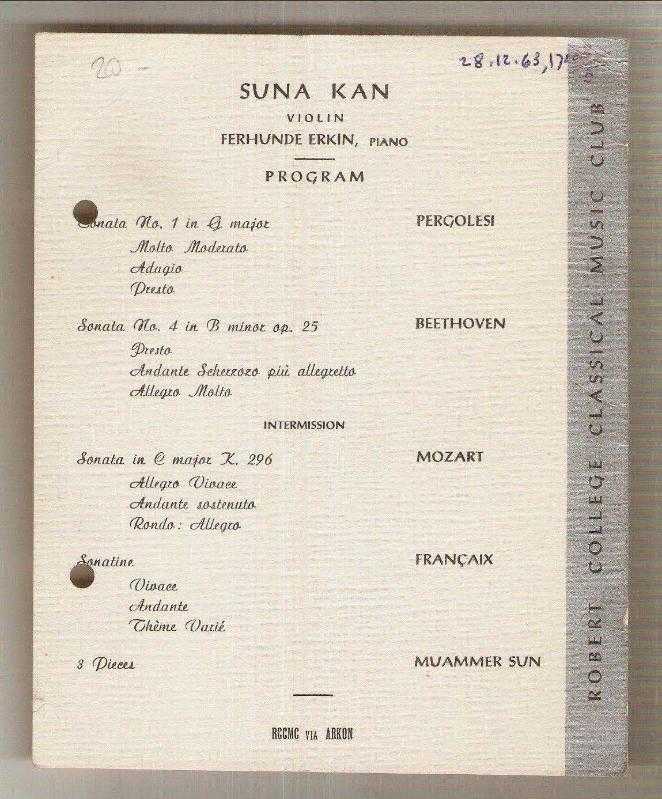 20 –
28.12.63, 17
SUNA KAN
VIOLIN
FERHUNDE ERKIN, PIANO
PROGRAM
Sonata No. 1 in G major PERGOLESI
Molto Moderato
Adagio
Presto
Sonata No. 4 in B minor op. 25 BEETHOVEN
Presto
Andante Scherzozo più allegretto
Allegro Molto
INTERMISSION
Sonata in C major K. 296 MOZART
Allegro Vivace
Andante sostenuto
Rondo: Allegro
Sonatine FRANÇAIX
Vivace
Andante
Thème Varié
3 Pieces MUAMMER SUN
RCCMC VIA ARKON
ROBERT COLLEGE CLASSICAL MUSIC CLUB